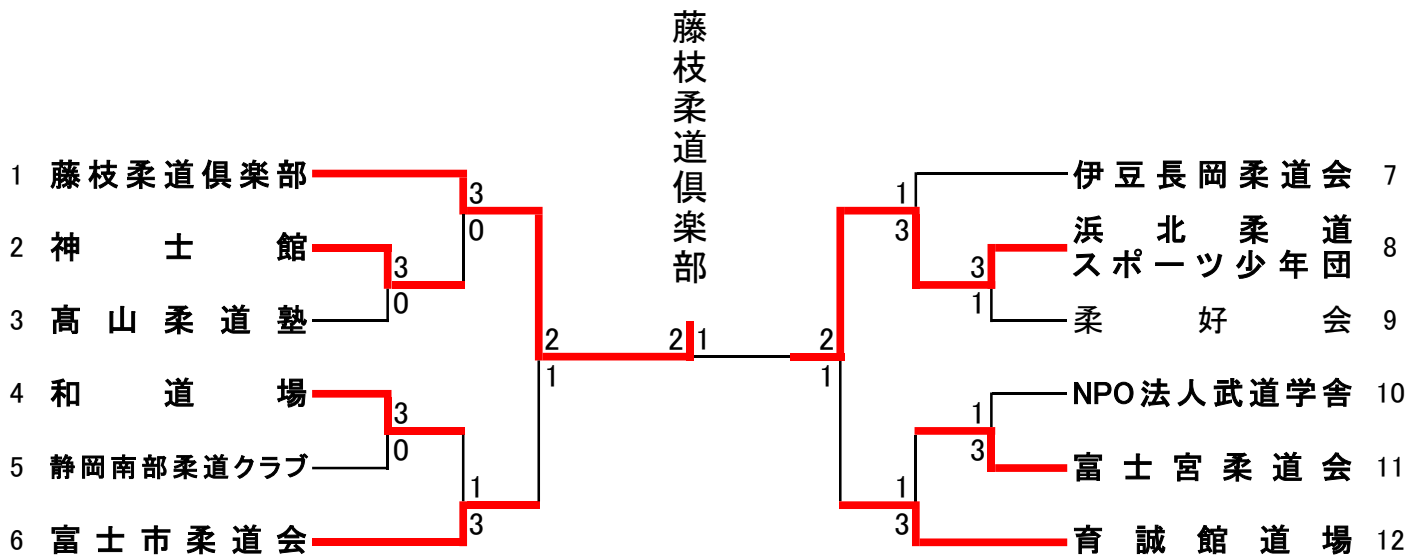 藤枝柔道倶楽部
1 藤枝柔道倶楽部
2 神士館
3 髙山柔道塾
4 和道場
5 静岡南部柔道クラブ
6 富士市柔道会
3
0
3
0
3
0
1
3
2
1
2 1
2
1
1
3
3
1
1
3
1
3
伊豆長岡柔道会 7
浜北柔道
スポーツ少年団 8
柔好会 9
NPO法人武道学舎 10
富士宮柔道会 11
育誠館道場 12